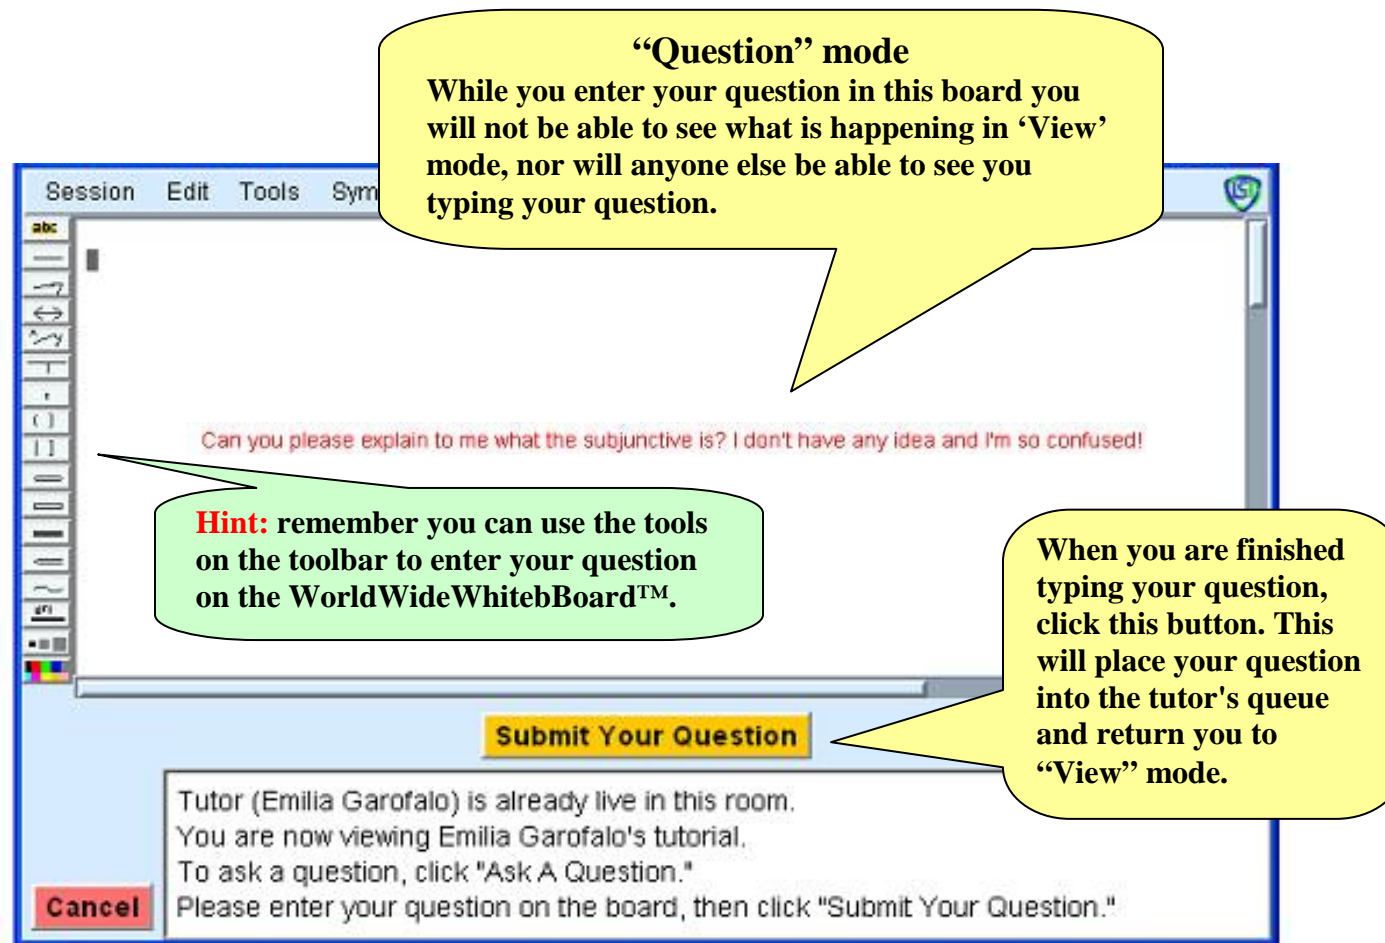 “Question” mode
While you enter your question in this board you
will not be able to see what is happening in ‘View’
mode, nor will anyone else be able to see you
typing your question.
Session Edit Tools Sym
abc
Can you please explain to me what the subjunctive is? I don't have any idea and I'm so confused!
Hint: remember you can use the tools
on the toolbar to enter your question
on the WorldWideWhitebBoard™.
When you are finished
typing your question,
click this button. This
will place your question
into the tutor's queue
and return you to
“View” mode.
Submit Your Question
Tutor (Emilia Garofalo) is already live in this room.
You are now viewing Emilia Garofalo's tutorial.
To ask a question, click "Ask A Question."
Please enter your question on the board, then click "Submit Your Question."
Cancel